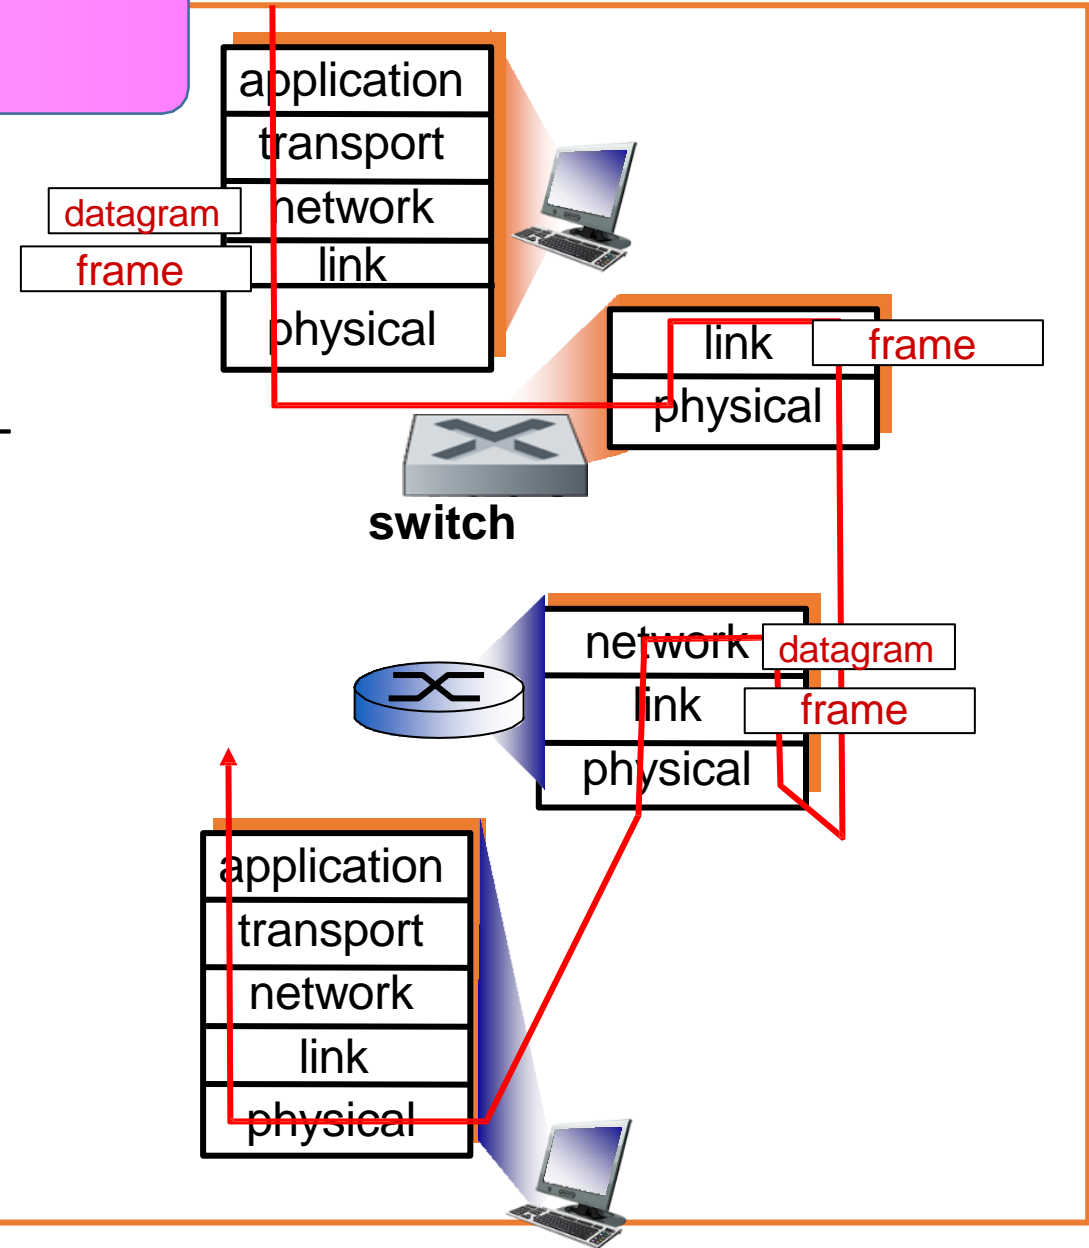 application
transport
datagram network
frame link
physical
link frame
physical
switch
network datagram
link frame
physical
application
transport
network
link
physical